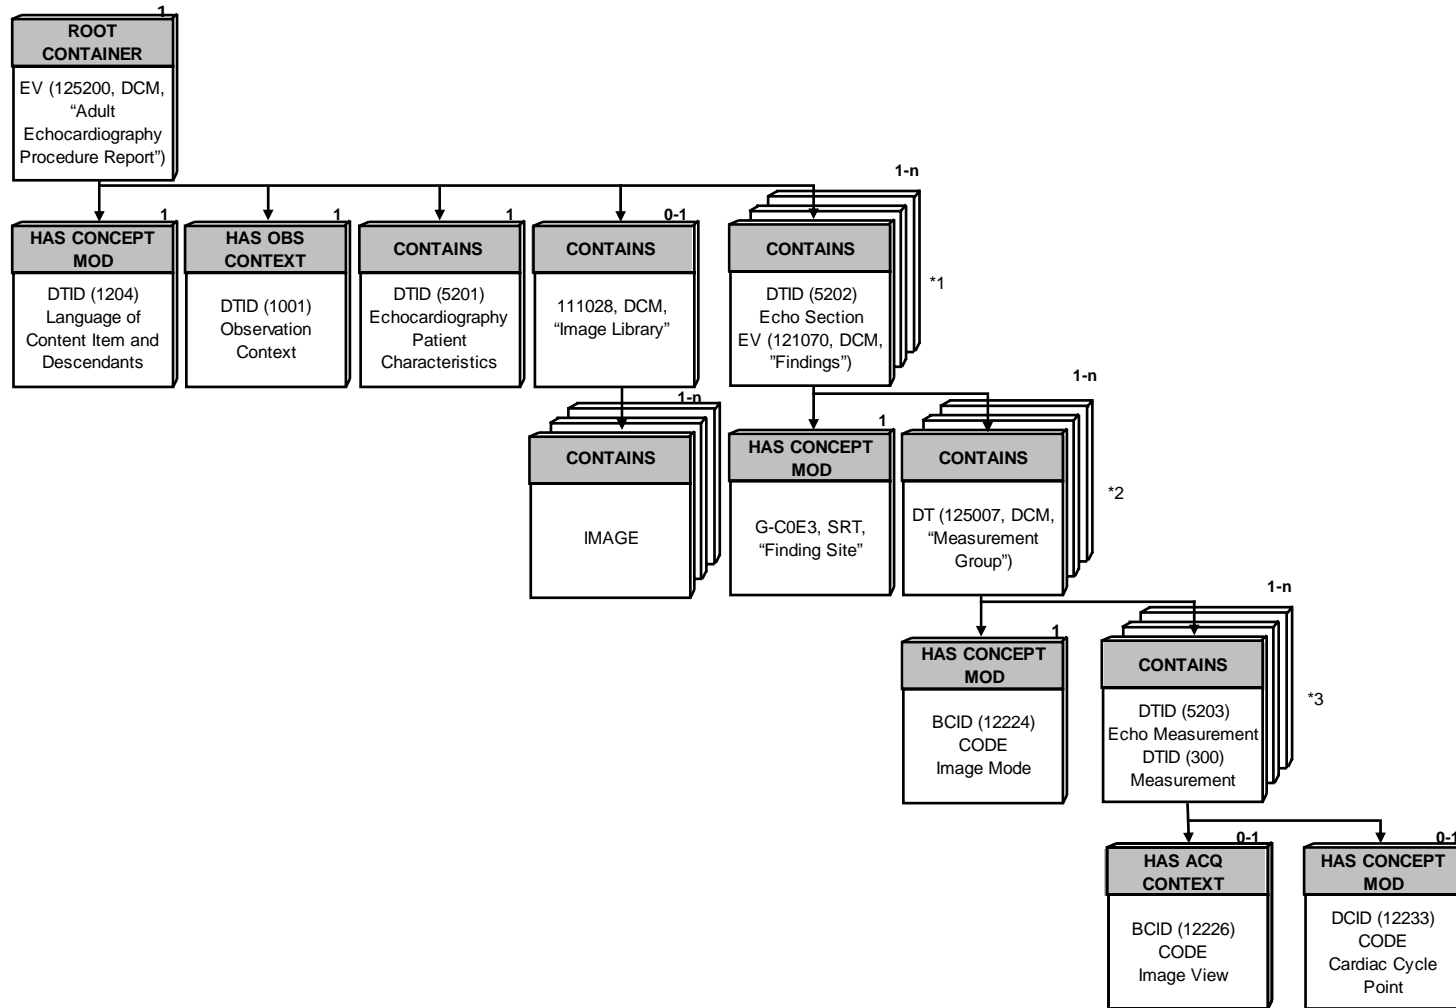 1
ROOT
CONTAINER
EV (125200, DCM,
“Adult
Echocardiography
Procedure Report”)
1
HAS CONCEPT
MOD
DTID (1204)
Language of
Content Item and
Descendants
1
HAS OBS
CONTEXT
DTID (1001)
Observation
Context
1
CONTAINS
DTID (5201)
Echocardiography
Patient
Characteristics
0-1
CONTAINS
111028, DCM,
“Image Library”
1-n
CONTAINS
DTID (5202)
Echo Section
EV (121070, DCM,
”Findings”)
*1
1-n
CONTAINS
IMAGE
1
HAS CONCEPT
MOD
G-C0E3, SRT,
“Finding Site”
1-n
CONTAINS
DT (125007, DCM,
“Measurement
Group”)
*2
1
HAS CONCEPT
MOD
BCID (12224)
CODE
Image Mode
1-n
CONTAINS
DTID (5203)
Echo Measurement
DTID (300)
Measurement
*3
0-1
HAS ACQ
CONTEXT
BCID (12226)
CODE
Image View
0-1
HAS CONCEPT
MOD
DCID (12233)
CODE
Cardiac Cycle
Point